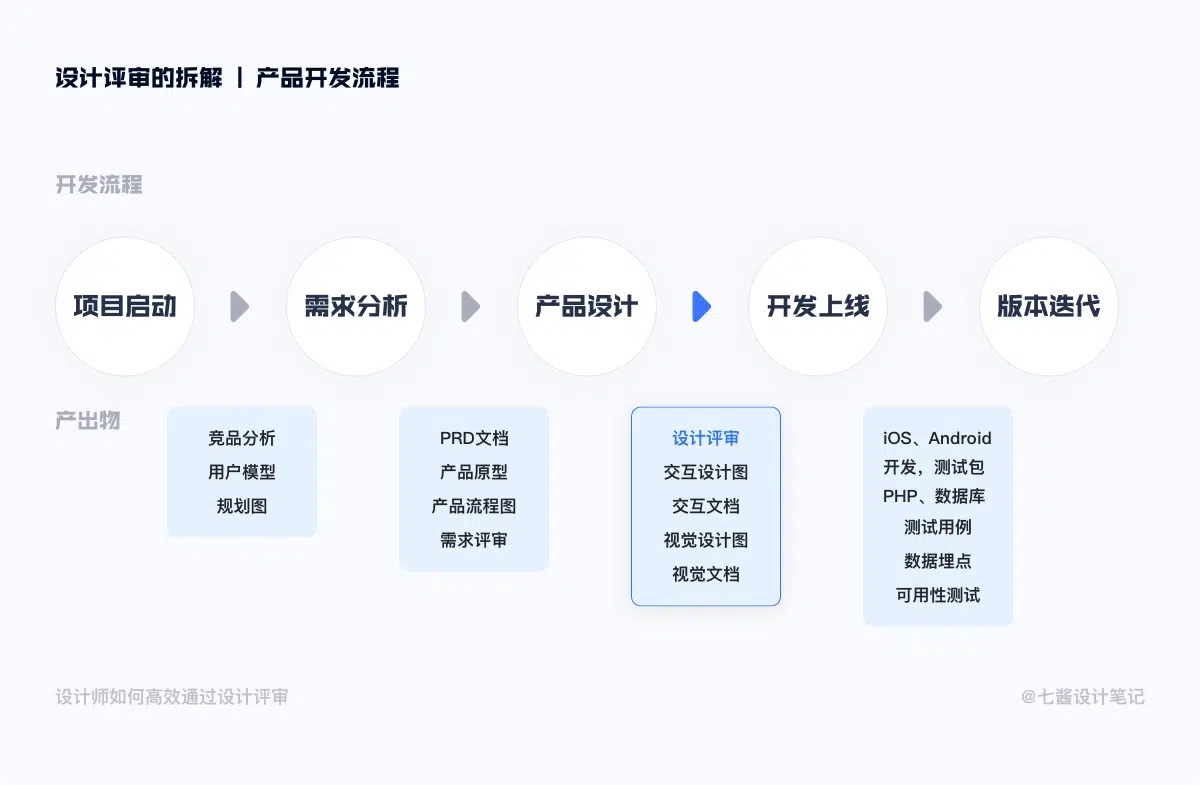 设计评审的拆解 | 产品开发流程
开发流程
项目启动
需求分析
产品设计
开发上线
版本迭代
产出物
竞品分析
用户模型
规划图
PRD文档
产品原型
产品流程图
需求评审
设计评审
交互设计图
交互文档
视觉设计图
视觉文档
iOS、Android
开发，测试包
PHP、数据库
测试用例
数据埋点
可用性测试
设计师如何高效通过设计评审
@七酱设计笔记